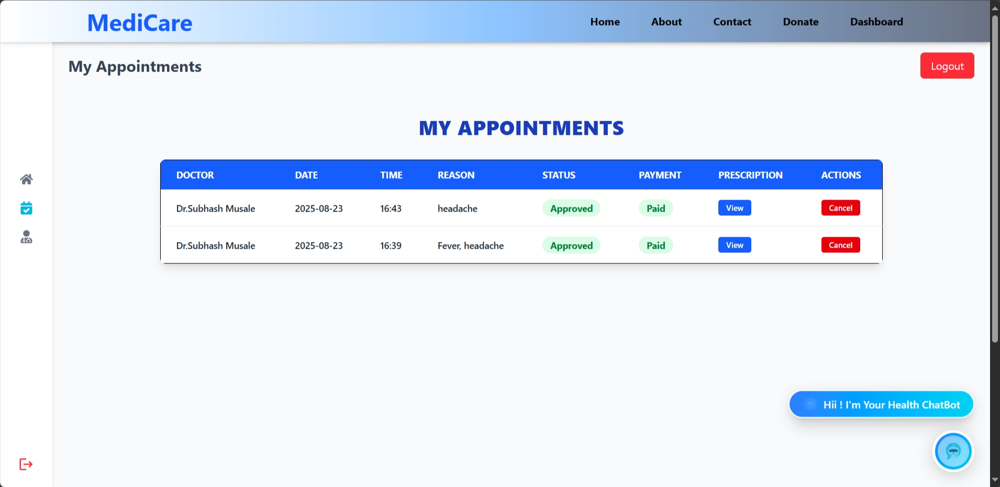 MediCare
Home About Contact Donate Dashboard
My Appointments
Logout
MY APPOINTMENTS
DOCTOR DATE TIME REASON STATUS PAYMENT PRESCRIPTION ACTIONS
Dr.Subhash Musale 2025-08-23 16:43 headache Approved Paid View Cancel
Dr.Subhash Musale 2025-08-23 16:39 Fever, headache Approved Paid View Cancel
Hii ! I'm Your Health ChatBot